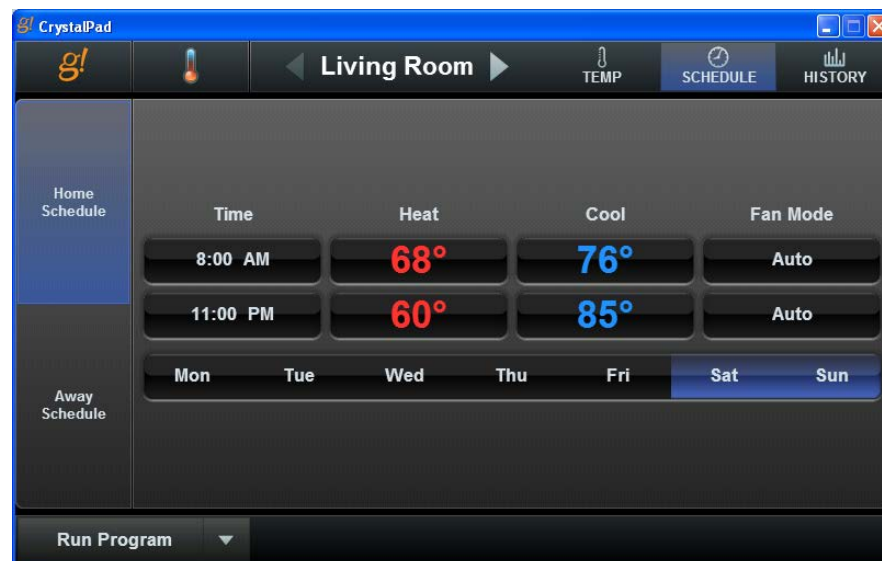 g! CrystalPad
g! Living Room TEMP SCHEDULE HISTORY
Home
Schedule
Time Heat Cool Fan Mode
8:00 AM 68° 76° Auto
11:00 PM 60° 85° Auto
Mon Tue Wed Thu Fri Sat Sun
Away
Schedule
Run Program